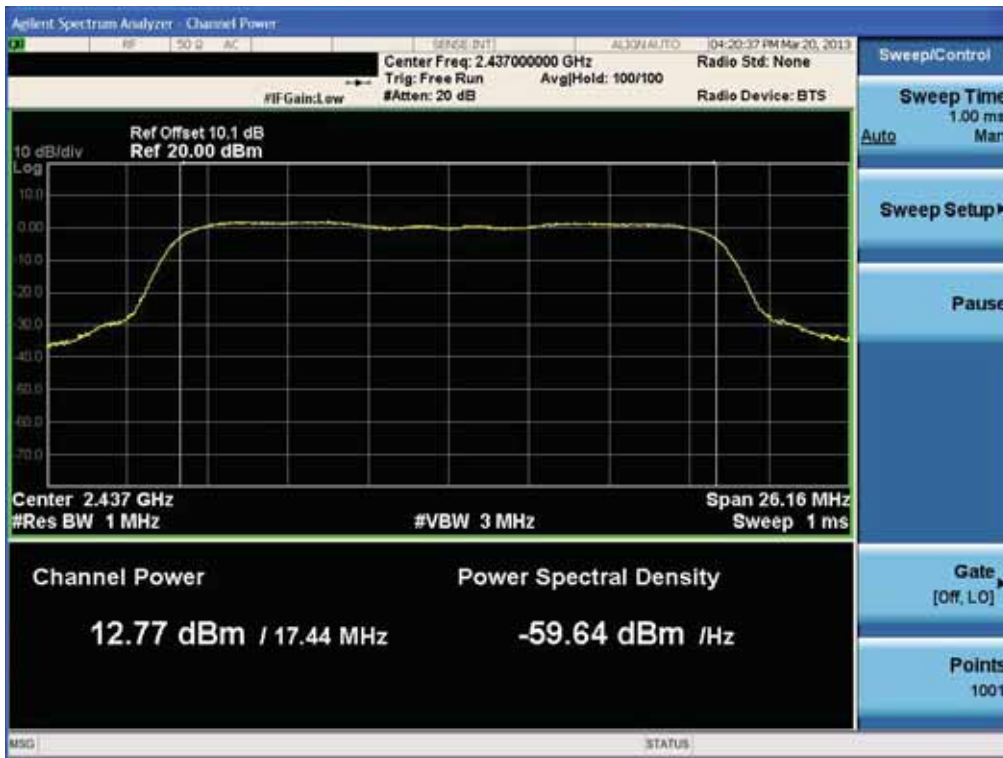 Agilent Spectrum Analyzer - Channel Power
RF 50 Ω AC SENSE:INT ALIGN AUTO 04:20:37 PM Mar 20, 2013
Center Freq: 2.437000000 GHz Radio Std: None
Trig: Free Run Avg|Hold: 100/100
#IFGain:Low #Atten: 20 dB Radio Device: BTS
Ref Offset 10.1 dB
10 dB/div Ref 20.00 dBm
Log
10.0
0.00
-10.0
-20.0
-30.0
-40.0
-50.0
-60.0
-70.0
Center 2.437 GHz Span 26.16 MHz
#Res BW 1 MHz #VBW 3 MHz Sweep 1 ms
Channel Power Power Spectral Density
12.77 dBm / 17.44 MHz -59.64 dBm /Hz
MSG STATUS
Sweep/Control
Sweep Time
1.00 ms
Auto Man
Sweep Setup
Pause
Gate
[Off, LO]
Points
1001